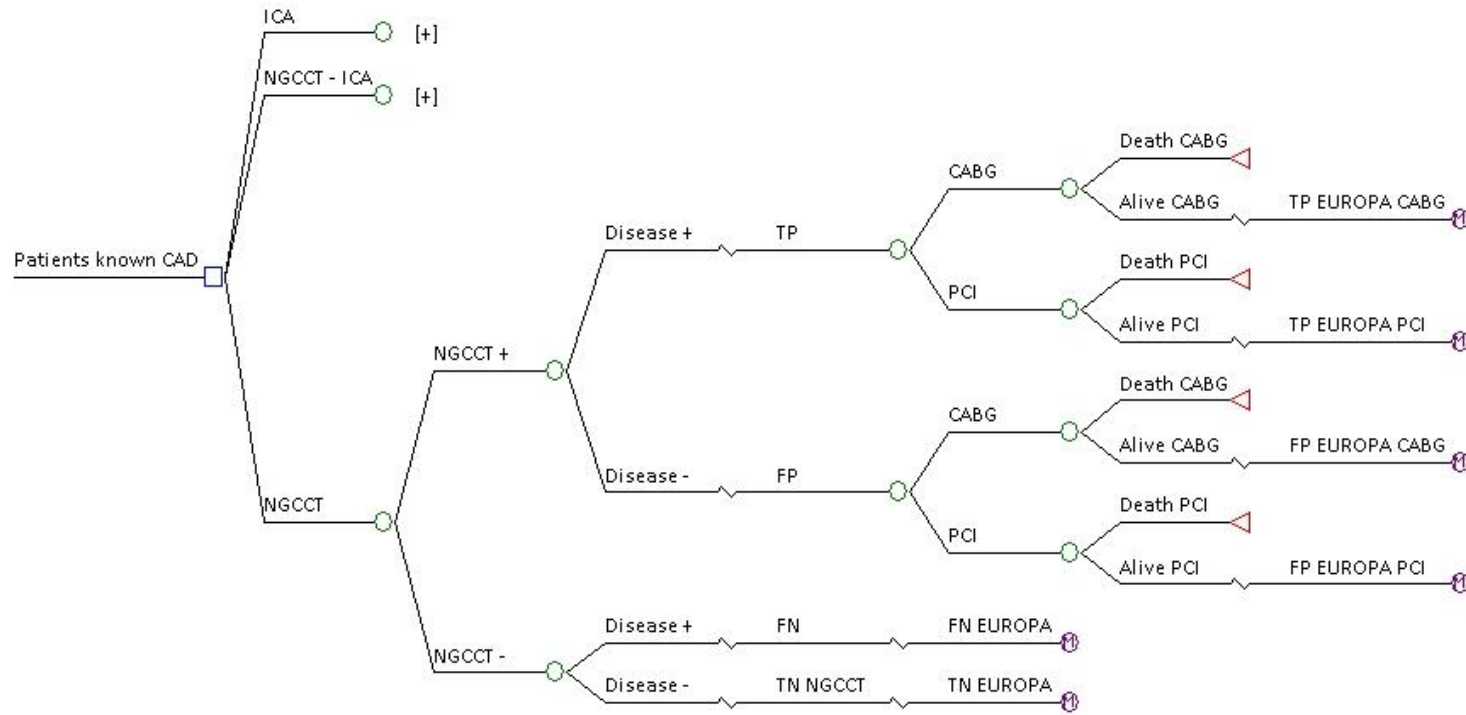 ICA
[+]
NGCCT - ICA
[+]
Death CABG
CABG
Alive CABG
TP EUROPA CABG
Disease +
TP
Patients known CAD
Death PCI
PCI
Alive PCI
TP EUROPA PCI
NGCCT +
Death CABG
CABG
Alive CABG
FP EUROPA CABG
Disease -
FP
NGCCT
Death PCI
PCI
Alive PCI
FP EUROPA PCI
Disease +
FN
FN EUROPA
NGCCT -
Disease -
TN NGCCT
TN EUROPA
M
M
M
M
M
M